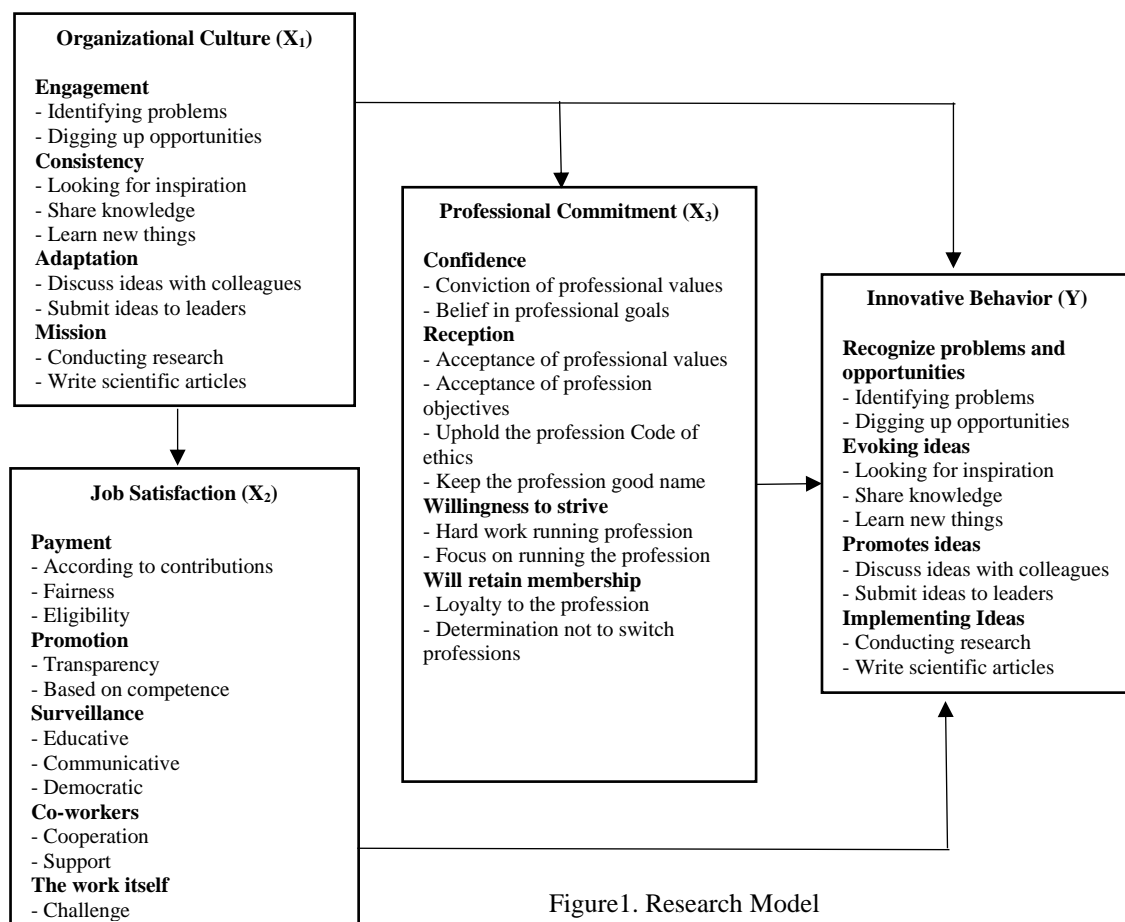 Organizational Culture (X₁)
Engagement
- Identifying problems
- Digging up opportunities
Consistency
- Looking for inspiration
- Share knowledge
- Learn new things
Adaptation
- Discuss ideas with colleagues
- Submit ideas to leaders
Mission
- Conducting research
- Write scientific articles
Job Satisfaction (X₂)
Payment
- According to contributions
- Fairness
- Eligibility
Promotion
- Transparency
- Based on competence
Surveillance
- Educative
- Communicative
- Democratic
Co-workers
- Cooperation
- Support
The work itself
- Challenge
Professional Commitment (X₃)
Confidence
- Conviction of professional values
- Belief in professional goals
Reception
- Acceptance of professional values
- Acceptance of profession
objectives
- Uphold the profession Code of
ethics
- Keep the profession good name
Willingness to strive
- Hard work running profession
- Focus on running the profession
Will retain membership
- Loyalty to the profession
- Determination not to switch
professions
Innovative Behavior (Y)
Recognize problems and
opportunities
- Identifying problems
- Digging up opportunities
Evoking ideas
- Looking for inspiration
- Share knowledge
- Learn new things
Promotes ideas
- Discuss ideas with colleagues
- Submit ideas to leaders
Implementing Ideas
- Conducting research
- Write scientific articles
Figure1. Research Model